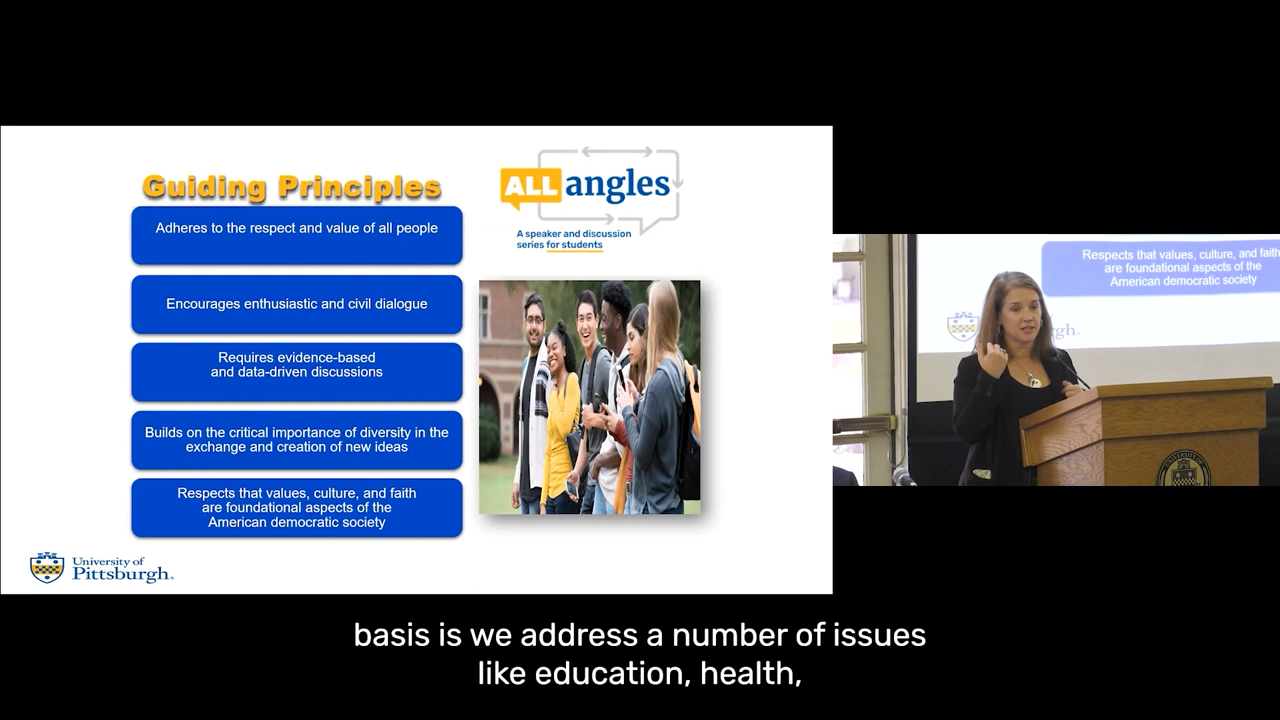 Guiding Principles
Adheres to the respect and value of all people
Encourages enthusiastic and civil dialogue
Requires evidence-based
and data-driven discussions
Builds on the critical importance of diversity in the
exchange and creation of new ideas
Respects that values, culture, and faith
are foundational aspects of the
American democratic society
ALL angles
A speaker and discussion
series for students
University of
Pittsburgh.
Respects that values, culture, and faith
are foundational aspects of the
American democratic society
basis is we address a number of issues
like education, health,